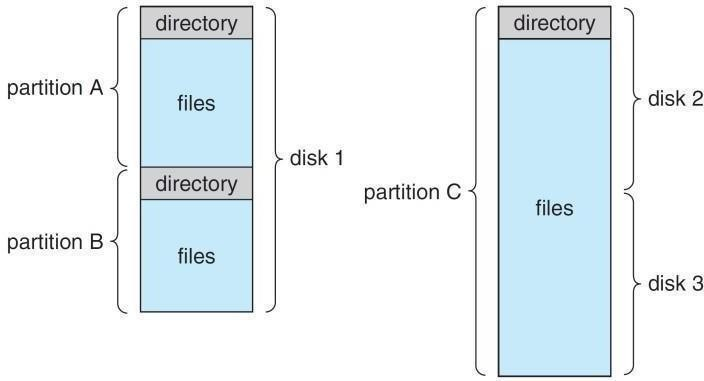 directory
partition A
files
disk 1
directory
partition B
files
directory
disk 2
partition C
files
disk 3